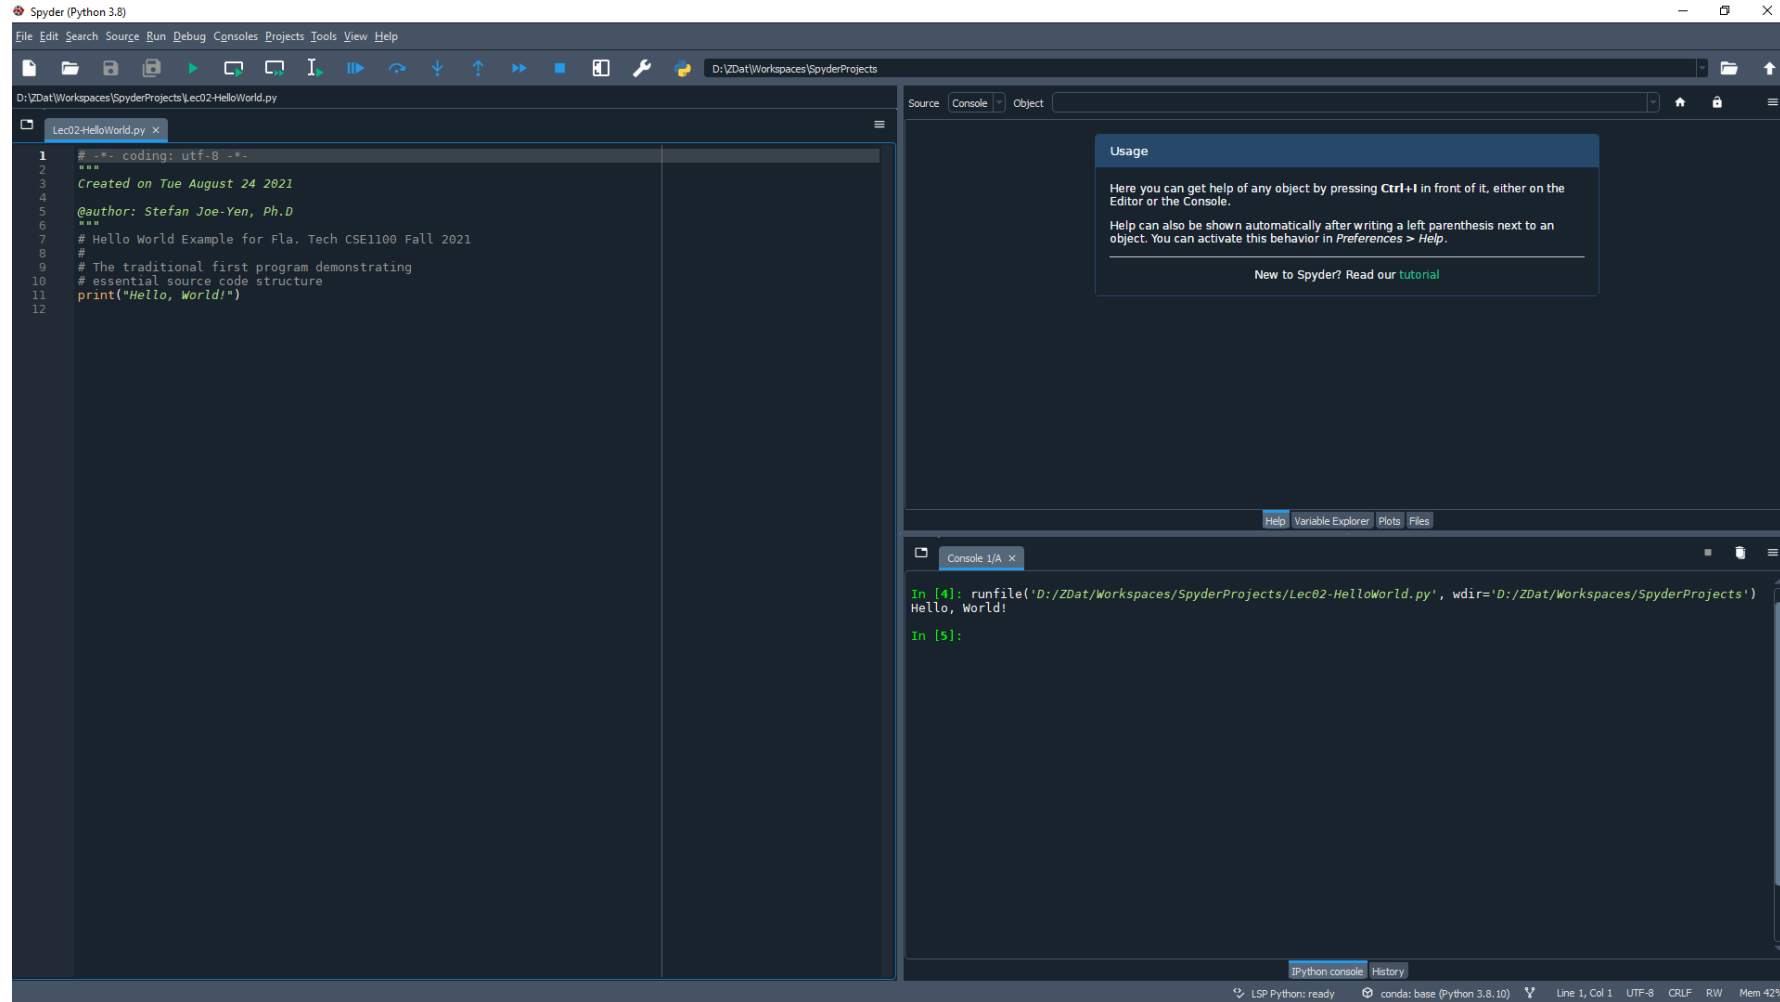 Spyder (Python 3.8)
File Edit Search Source Run Debug Consoles Projects Tools View Help
D:\ZDat\Workspaces\SpyderProjects
D:\ZDat\Workspaces\SpyderProjects\Lec02-HelloWorld.py
Lec02-HelloWorld.py
1 # -*- coding: utf-8 -*-
2 """
3 Created on Tue August 24 2021
4
5 @author: Stefan Joe-Yen, Ph.D
6 """
7 # Hello World Example for Fla. Tech CSE1100 Fall 2021
8 #
9 # The traditional first program demonstrating
10 # essential source code structure
11 print("Hello, World!")
12
Source Console Object
Usage
Here you can get help of any object by pressing Ctrl+I in front of it, either on the
Editor or the Console.
Help can also be shown automatically after writing a left parenthesis next to an
object. You can activate this behavior in Preferences > Help.
New to Spyder? Read our tutorial
Help Variable Explorer Plots Files
Console 1/A
In [4]: runfile('D:/ZDat/Workspaces/SpyderProjects/Lec02-HelloWorld.py', wdir='D:/ZDat/Workspaces/SpyderProjects')
Hello, World!
In [5]:
IPython console History
LSP Python: ready conda: base (Python 3.8.10) Line 1, Col 1 UTF-8 CRLF RW Mem 42%